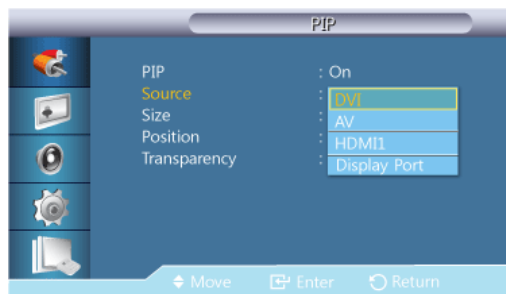 PIP
PIP : On
Source : DVI
Size : AV
Position : HDMI1
Transparency : Display Port
Move Enter Return